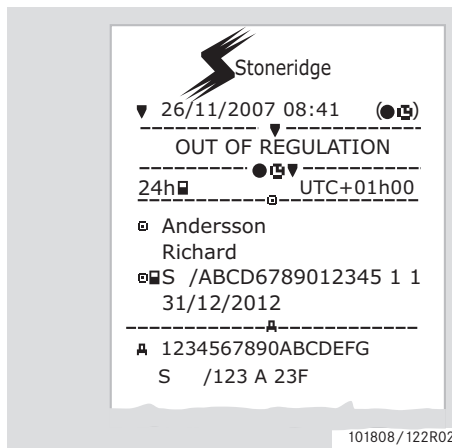 Stoneridge
26/11/2007 08:41 ( )
OUT OF REGULATION
24h UTC+01h00
Andersson
Richard
S /ABCD6789012345 1 1
31/12/2012
1234567890ABCDEFG
S /123 A 23F
101808/122R02